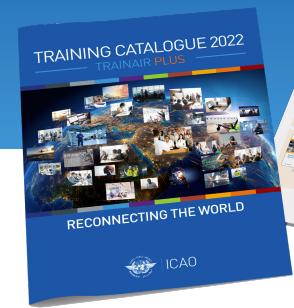 TRAINING CATALOGUE 2022
TRAINAIR PLUS
RECONNECTING THE WORLD
ICAO